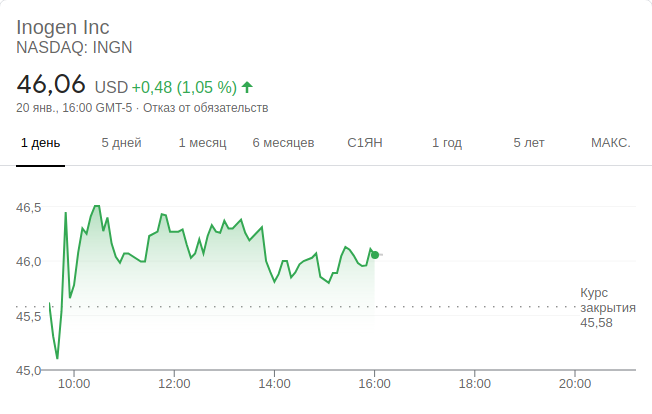 Inogen Inc
NASDAQ: INGN
46,06 USD +0,48 (1,05 %)
20 янв., 16:00 GMT-5 · Отказ от обязательств
1 день 5 дней 1 месяц 6 месяцев С1ЯН 1 год 5 лет МАКС.
46,5
46,0
Курс
закрытия
45,58
45,5
45,0
10:00 12:00 14:00 16:00 18:00 20:00